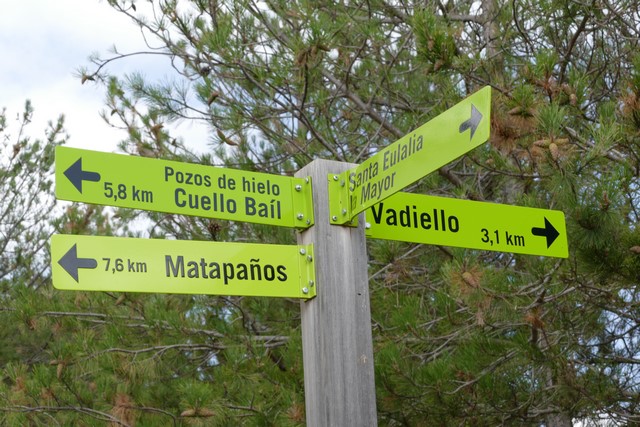 Pozos de hielo
5,8 km Cuello Baíl
7,6 km Matapaños
Santa Eulalia
la Mayor
Vadiello 3,1 km